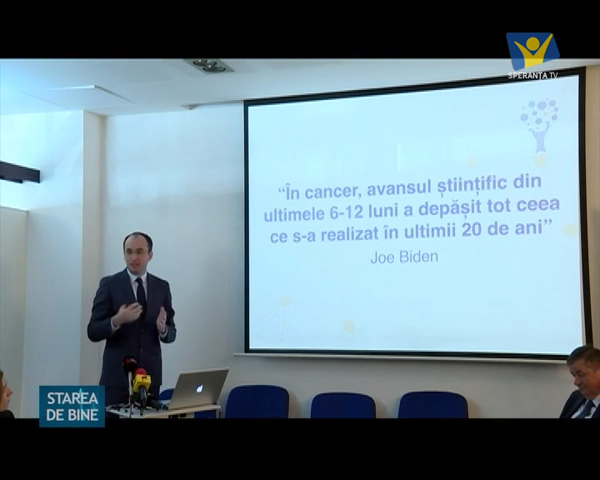 SPERANȚA TV
“În cancer, avansul științific din
ultimele 6-12 luni a depășit tot ceea
ce s-a realizat în ultimii 20 de ani”
Joe Biden
STAREA
DE BINE